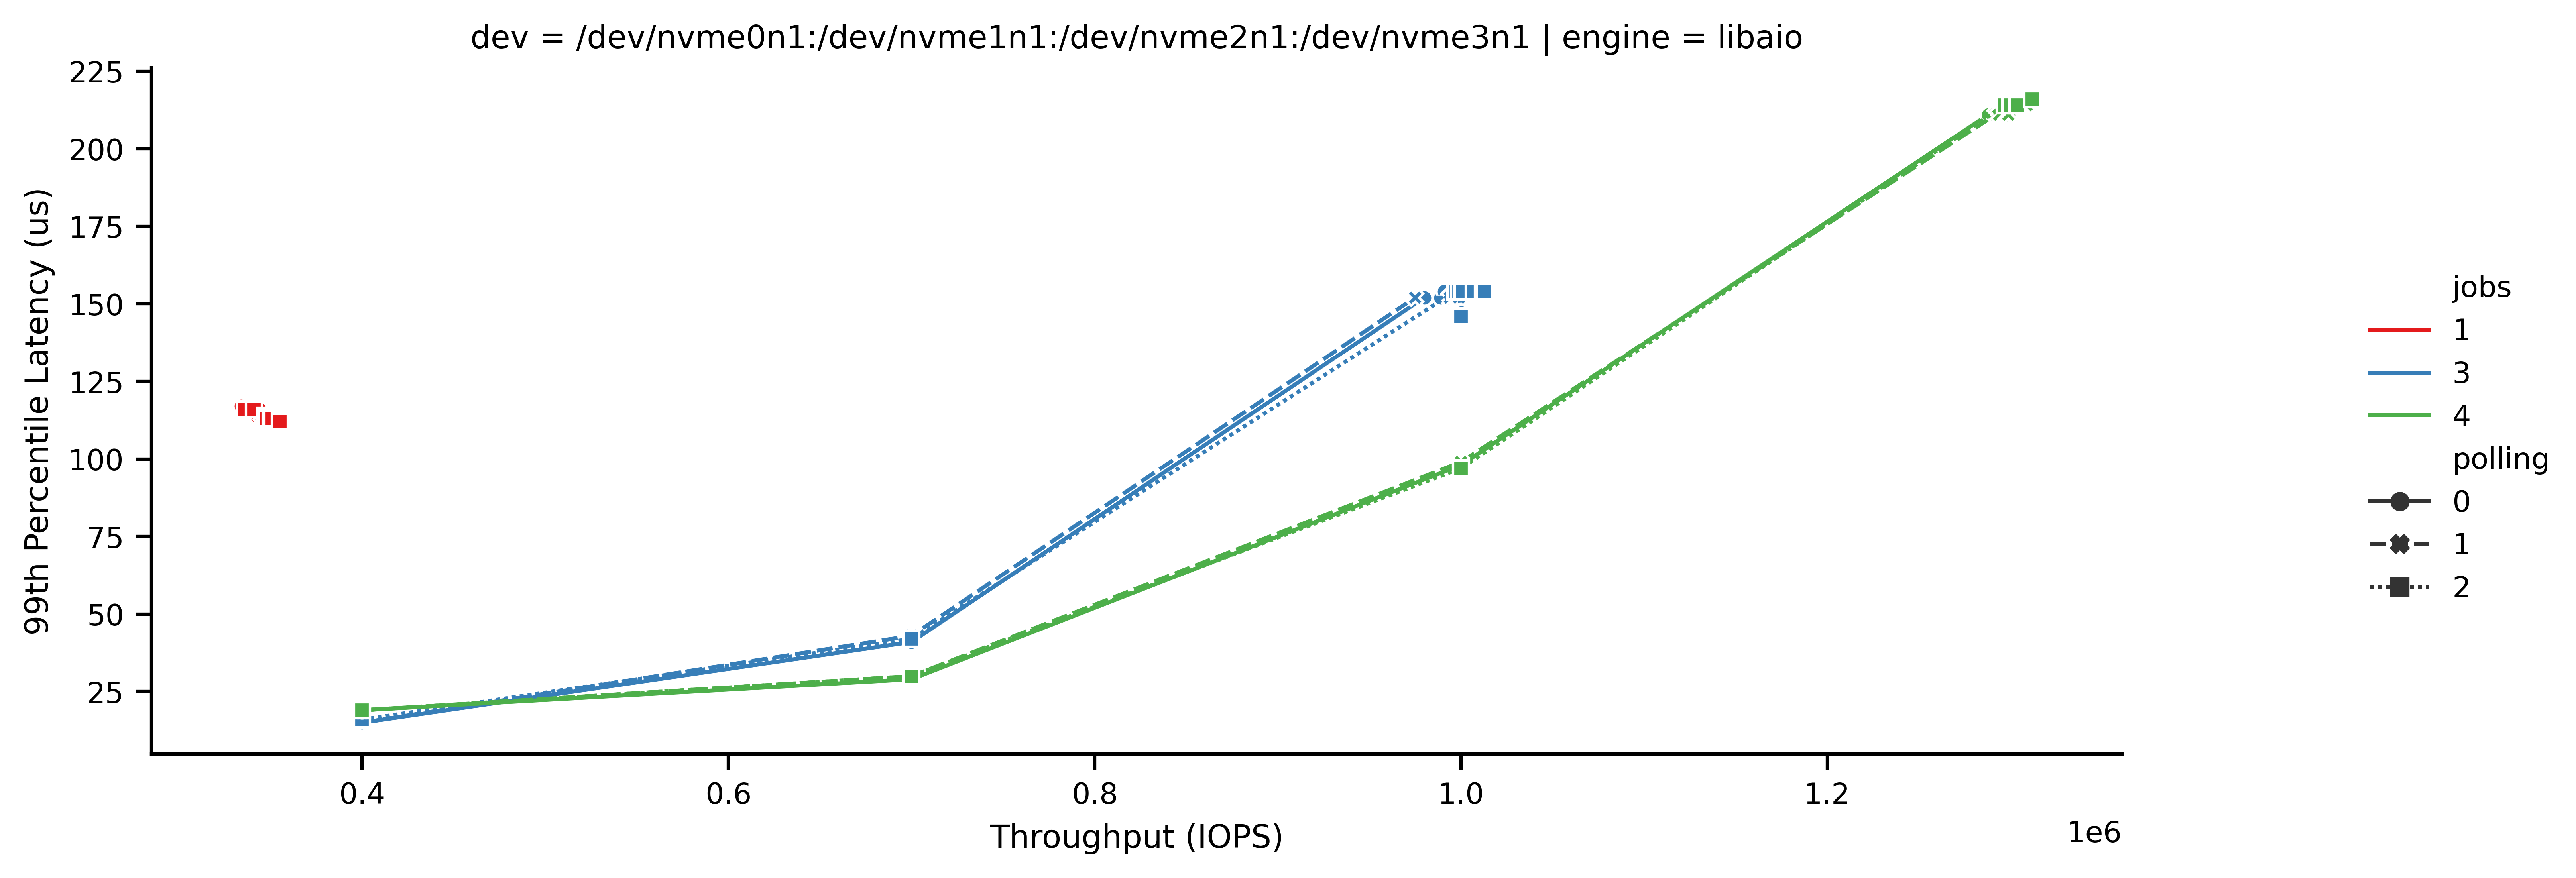 dev = /dev/nvme0n1:/dev/nvme1n1:/dev/nvme2n1:/dev/nvme3n1 | engine = libaio
225
200
175
150
125
100
75
50
25
99th Percentile Latency (us)
0.4 0.6 0.8 1.0 1.2
1e6
Throughput (IOPS)
jobs
1
3
4
polling
0
1
2